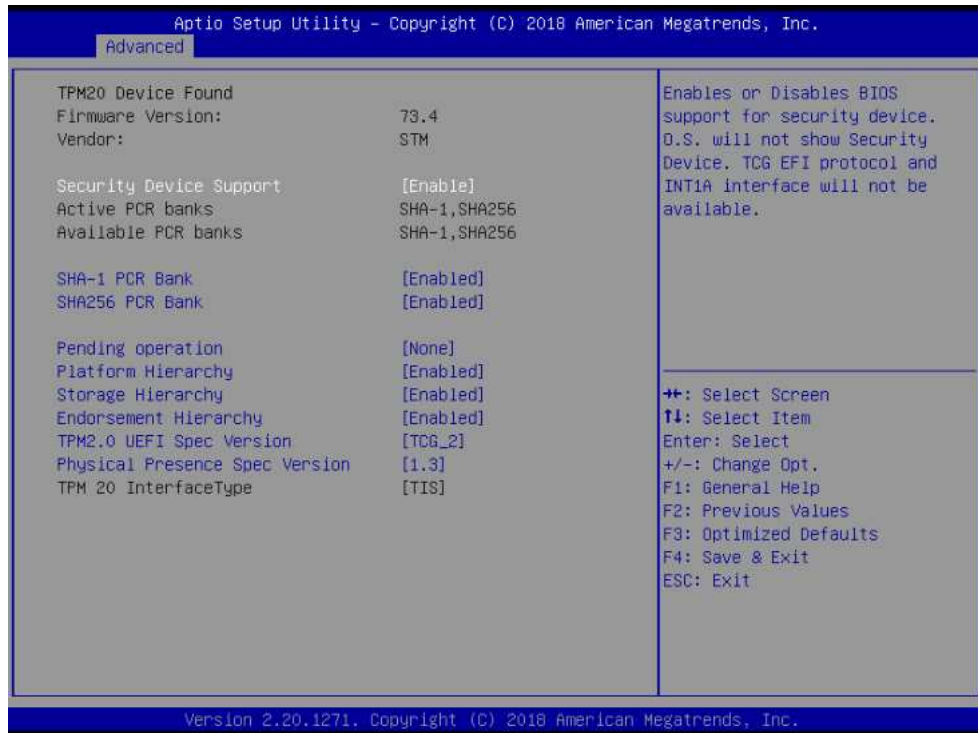 Aptio Setup Utility – Copyright (C) 2018 American Megatrends, Inc.
Advanced
TPM20 Device Found
Firmware Version: 73.4
Vendor: STM
Security Device Support [Enable]
Active PCR banks SHA-1,SHA256
Available PCR banks SHA-1,SHA256
SHA-1 PCR Bank [Enabled]
SHA256 PCR Bank [Enabled]
Pending operation [None]
Platform Hierarchy [Enabled]
Storage Hierarchy [Enabled]
Endorsement Hierarchy [Enabled]
TPM2.0 UEFI Spec Version [TCG_2]
Physical Presence Spec Version [1.3]
TPM 20 InterfaceType [TIS]
Enables or Disables BIOS
support for security device.
O.S. will not show Security
Device. TCG EFI protocol and
INT1A interface will not be
available.
→←: Select Screen
↑↓: Select Item
Enter: Select
+/-: Change Opt.
F1: General Help
F2: Previous Values
F3: Optimized Defaults
F4: Save & Exit
ESC: Exit
Version 2.20.1271. Copyright (C) 2018 American Megatrends, Inc.